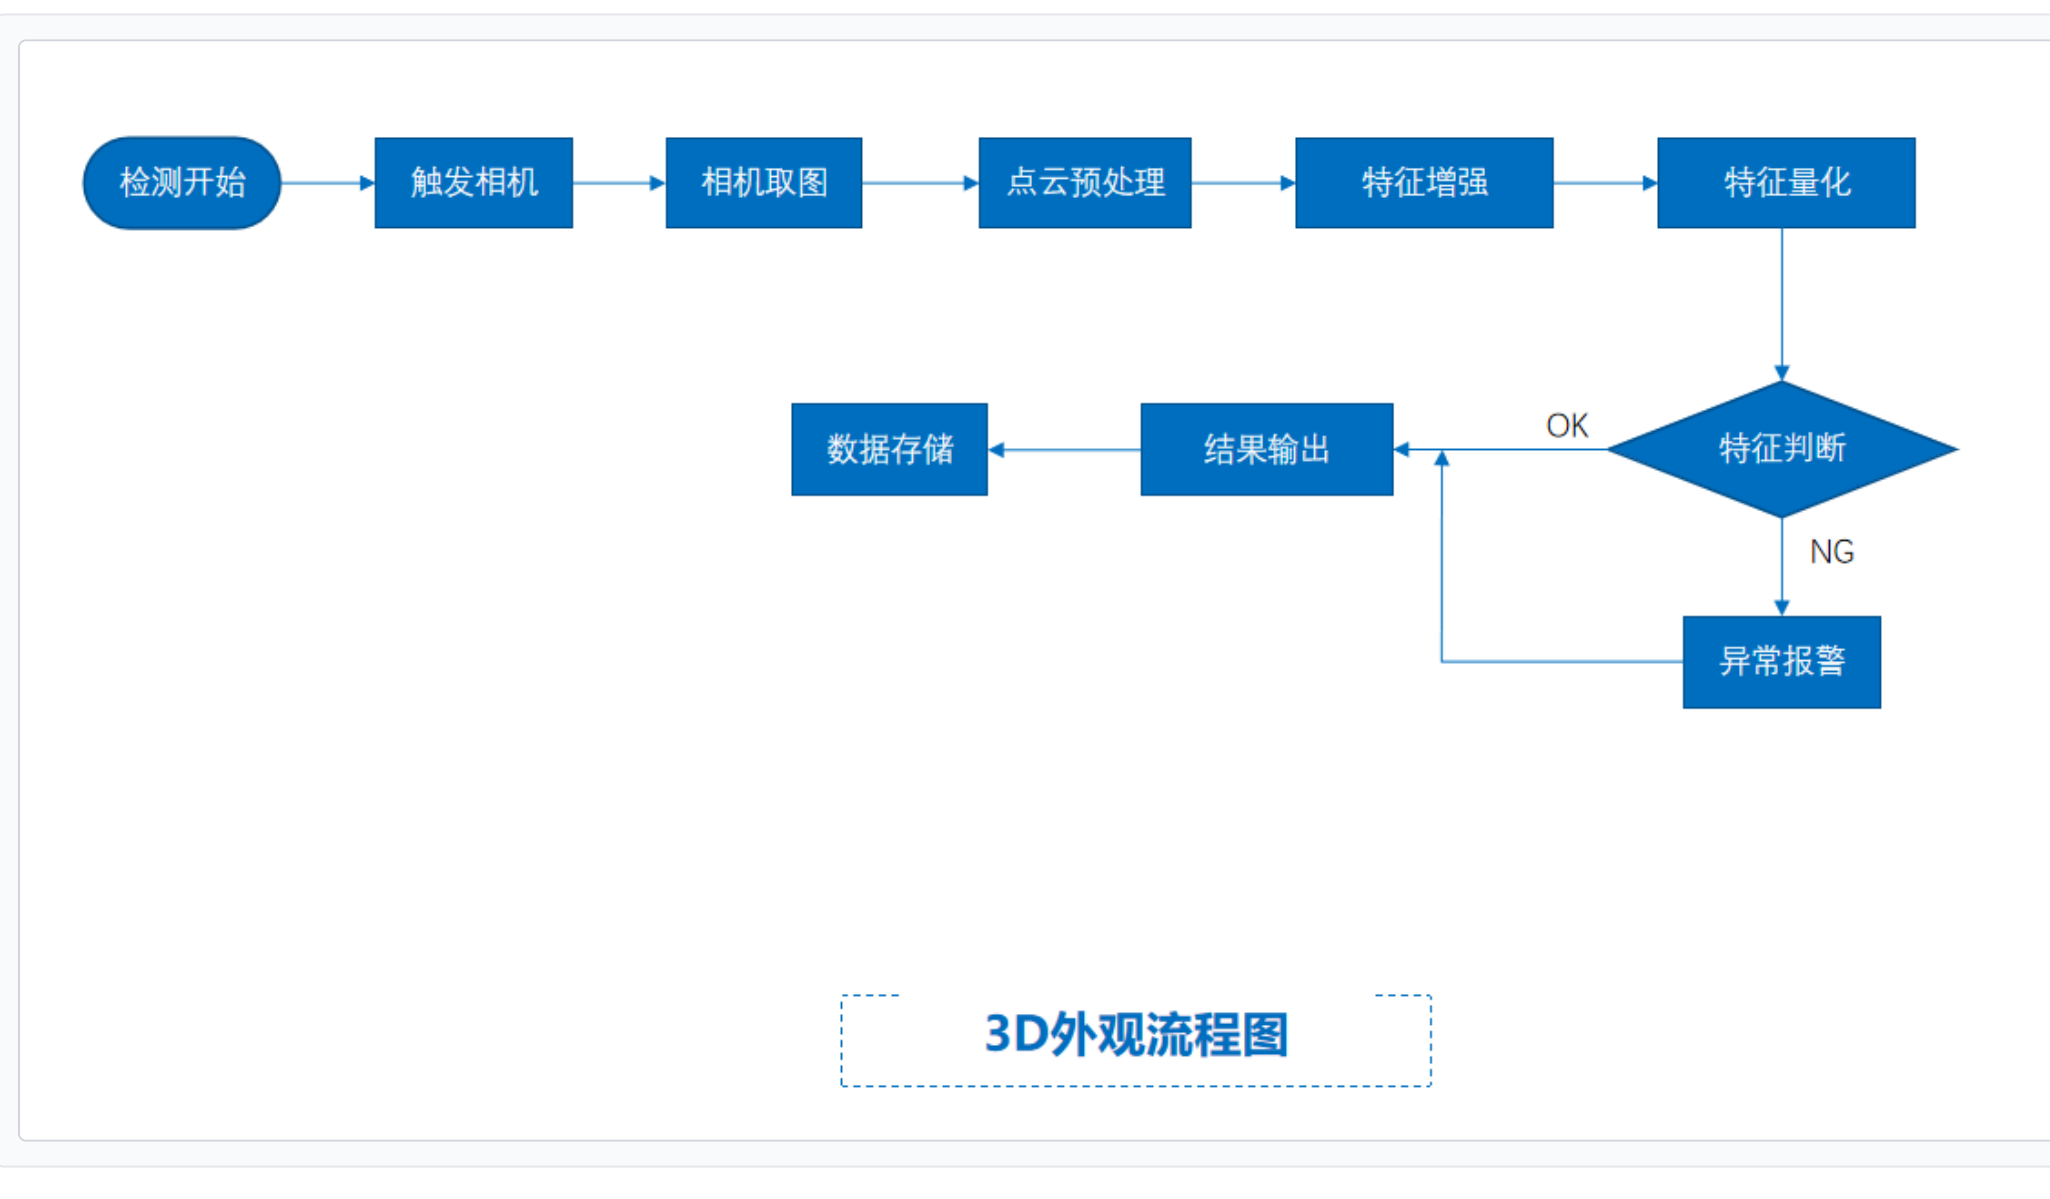 检测开始
触发相机
相机取图
点云预处理
特征增强
特征量化
数据存储
结果输出
OK
特征判断
NG
异常报警
3D外观流程图